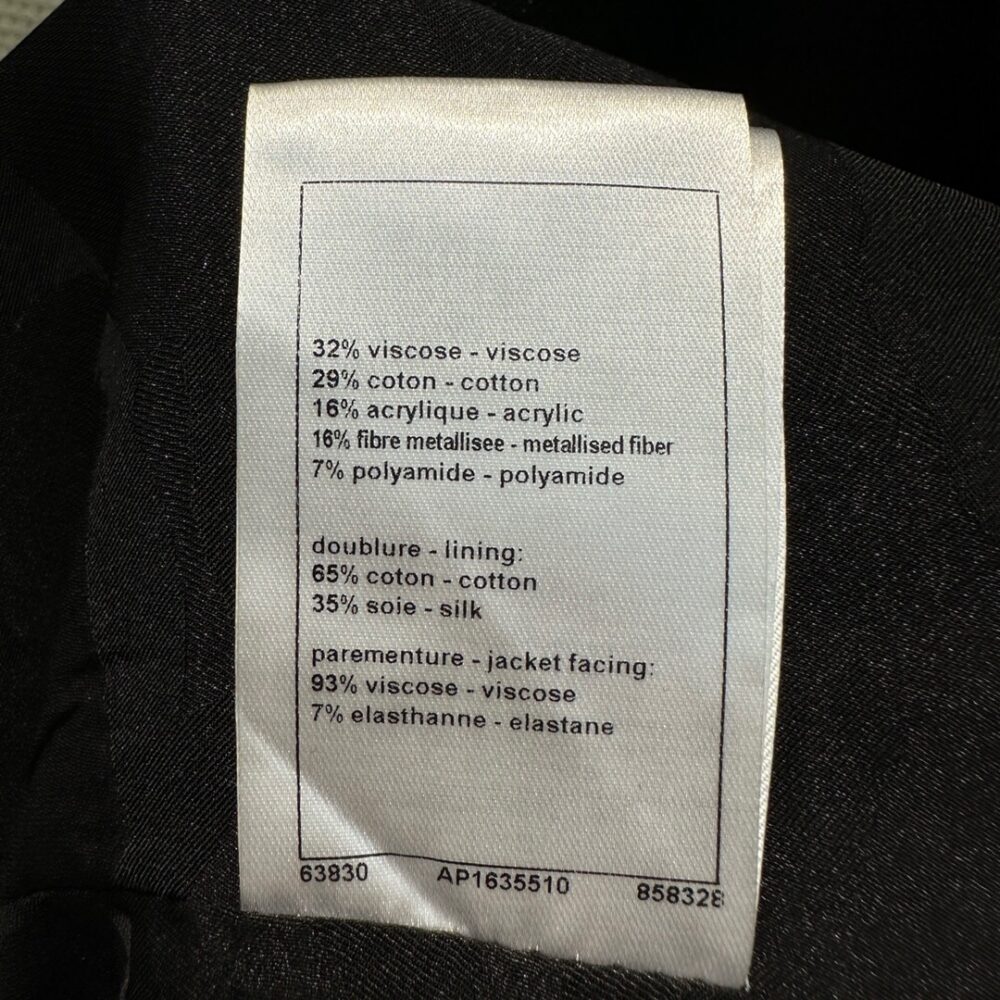 32% viscose - viscose
29% coton - cotton
16% acrylique - acrylic
16% fibre metallisee - metallised fiber
7% polyamide - polyamide
doublure - lining:
65% coton - cotton
35% soie - silk
parementure - jacket facing:
93% viscose - viscose
7% elasthanne - elastane
63830 AP1635510 858328